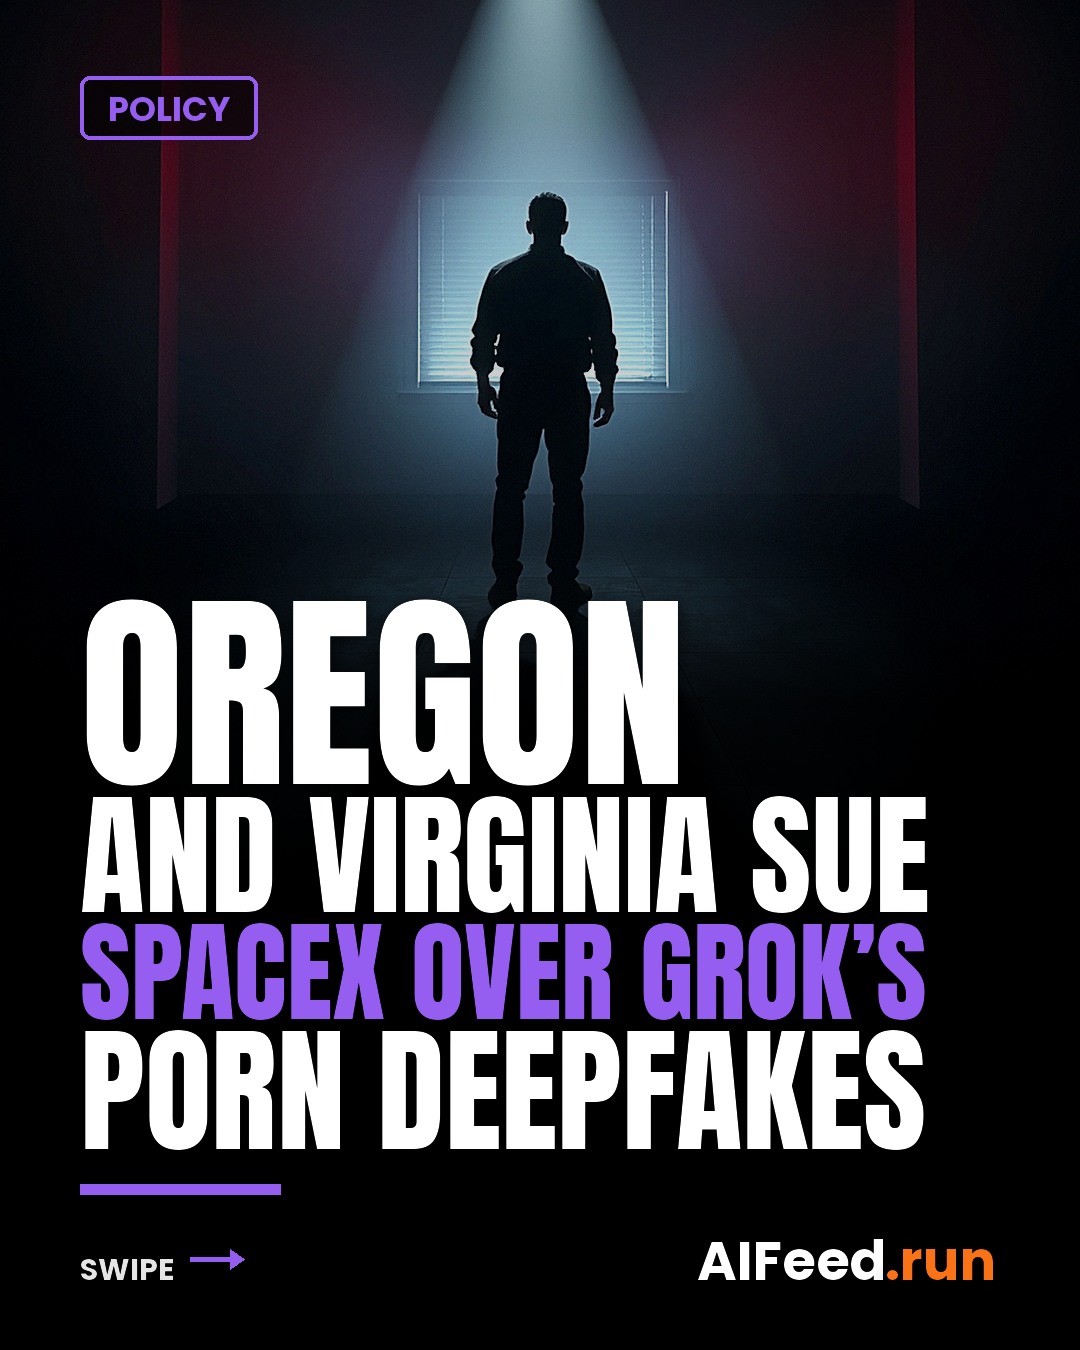 POLICY
OREGON
AND VIRGINIA SUE
SPACEX OVER GROK’S
PORN DEEPFAKES
SWIPE
AIFeed.run